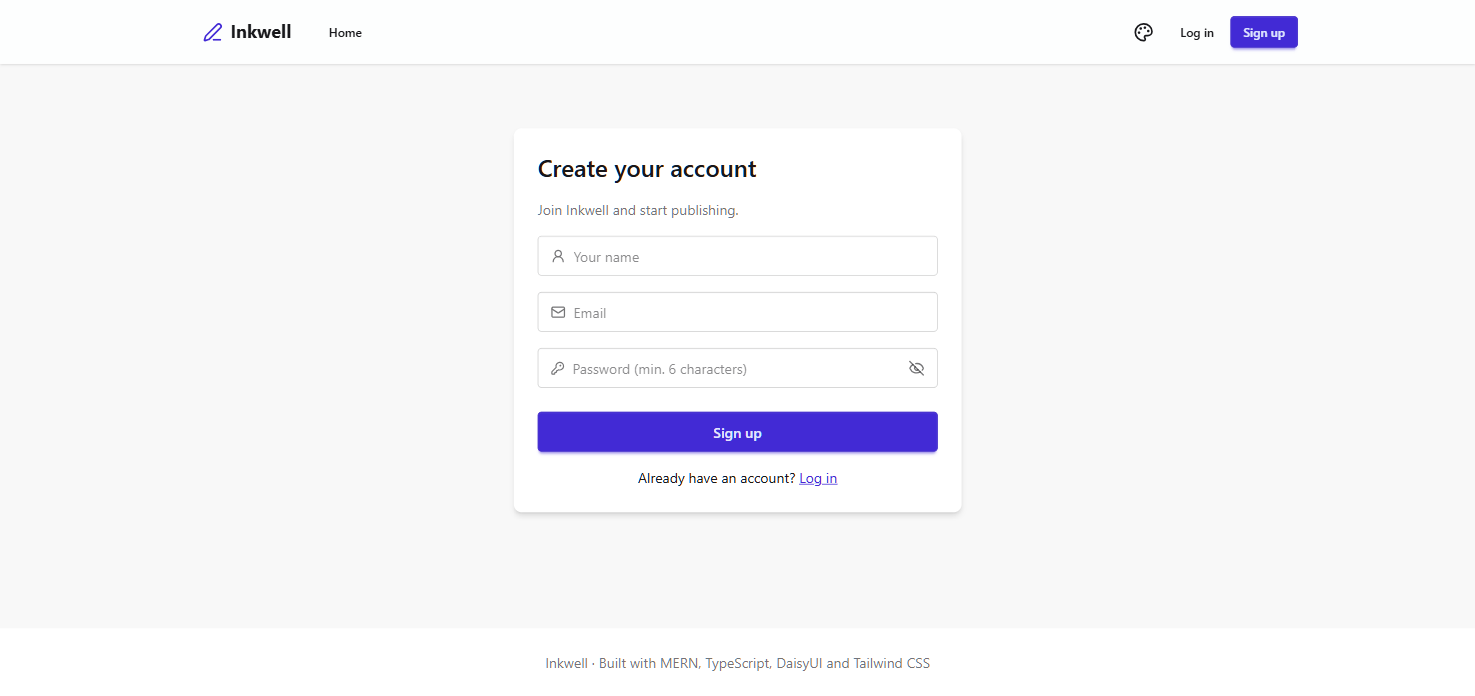 Inkwell
Home
Log in
Sign up
Create your account
Join Inkwell and start publishing.
Your name
Email
Password (min. 6 characters)
Sign up
Already have an account? Log in
Inkwell · Built with MERN, TypeScript, DaisyUI and Tailwind CSS